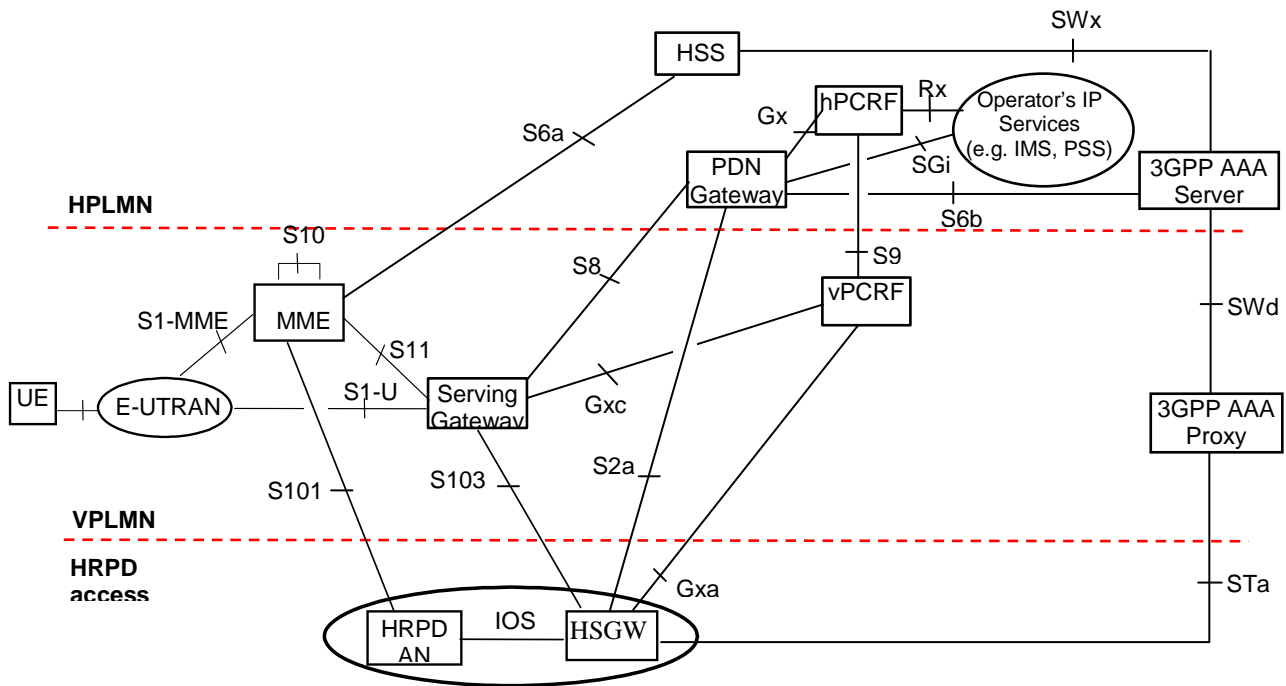 SWx
HSS
hPCRF
Rx
Operator's IP
Services
(e.g. IMS, PSS)
Gx
S6a
SGi
PDN
Gateway
3GPP AAA
Server
HPLMN
S6b
S10
S8
S9
vPCRF
S1-MME
MME
SWd
S11
S1-U
UE
E-UTRAN
Serving
Gateway
Gxc
3GPP AAA
Proxy
S101
S103
S2a
VPLMN
HRPD
access
Gxa
STa
IOS
HRPD
AN
HSGW